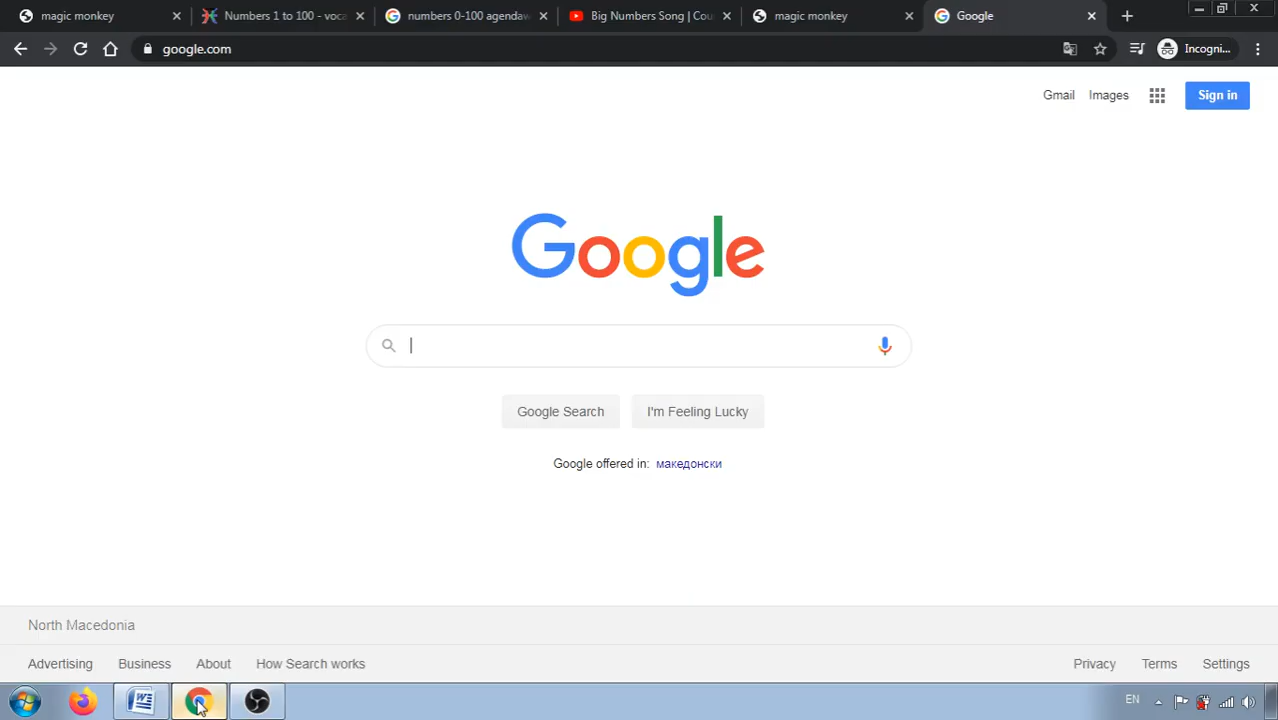 magic monkey
Numbers 1 to 100 - voca
numbers 0-100 agendaw
Big Numbers Song | Cou
magic monkey
Google
google.com
Incogni...
Gmail
Images
Sign in
Google
Google Search
I'm Feeling Lucky
Google offered in: македонски
North Macedonia
Advertising
Business
About
How Search works
Privacy
Terms
Settings
EN